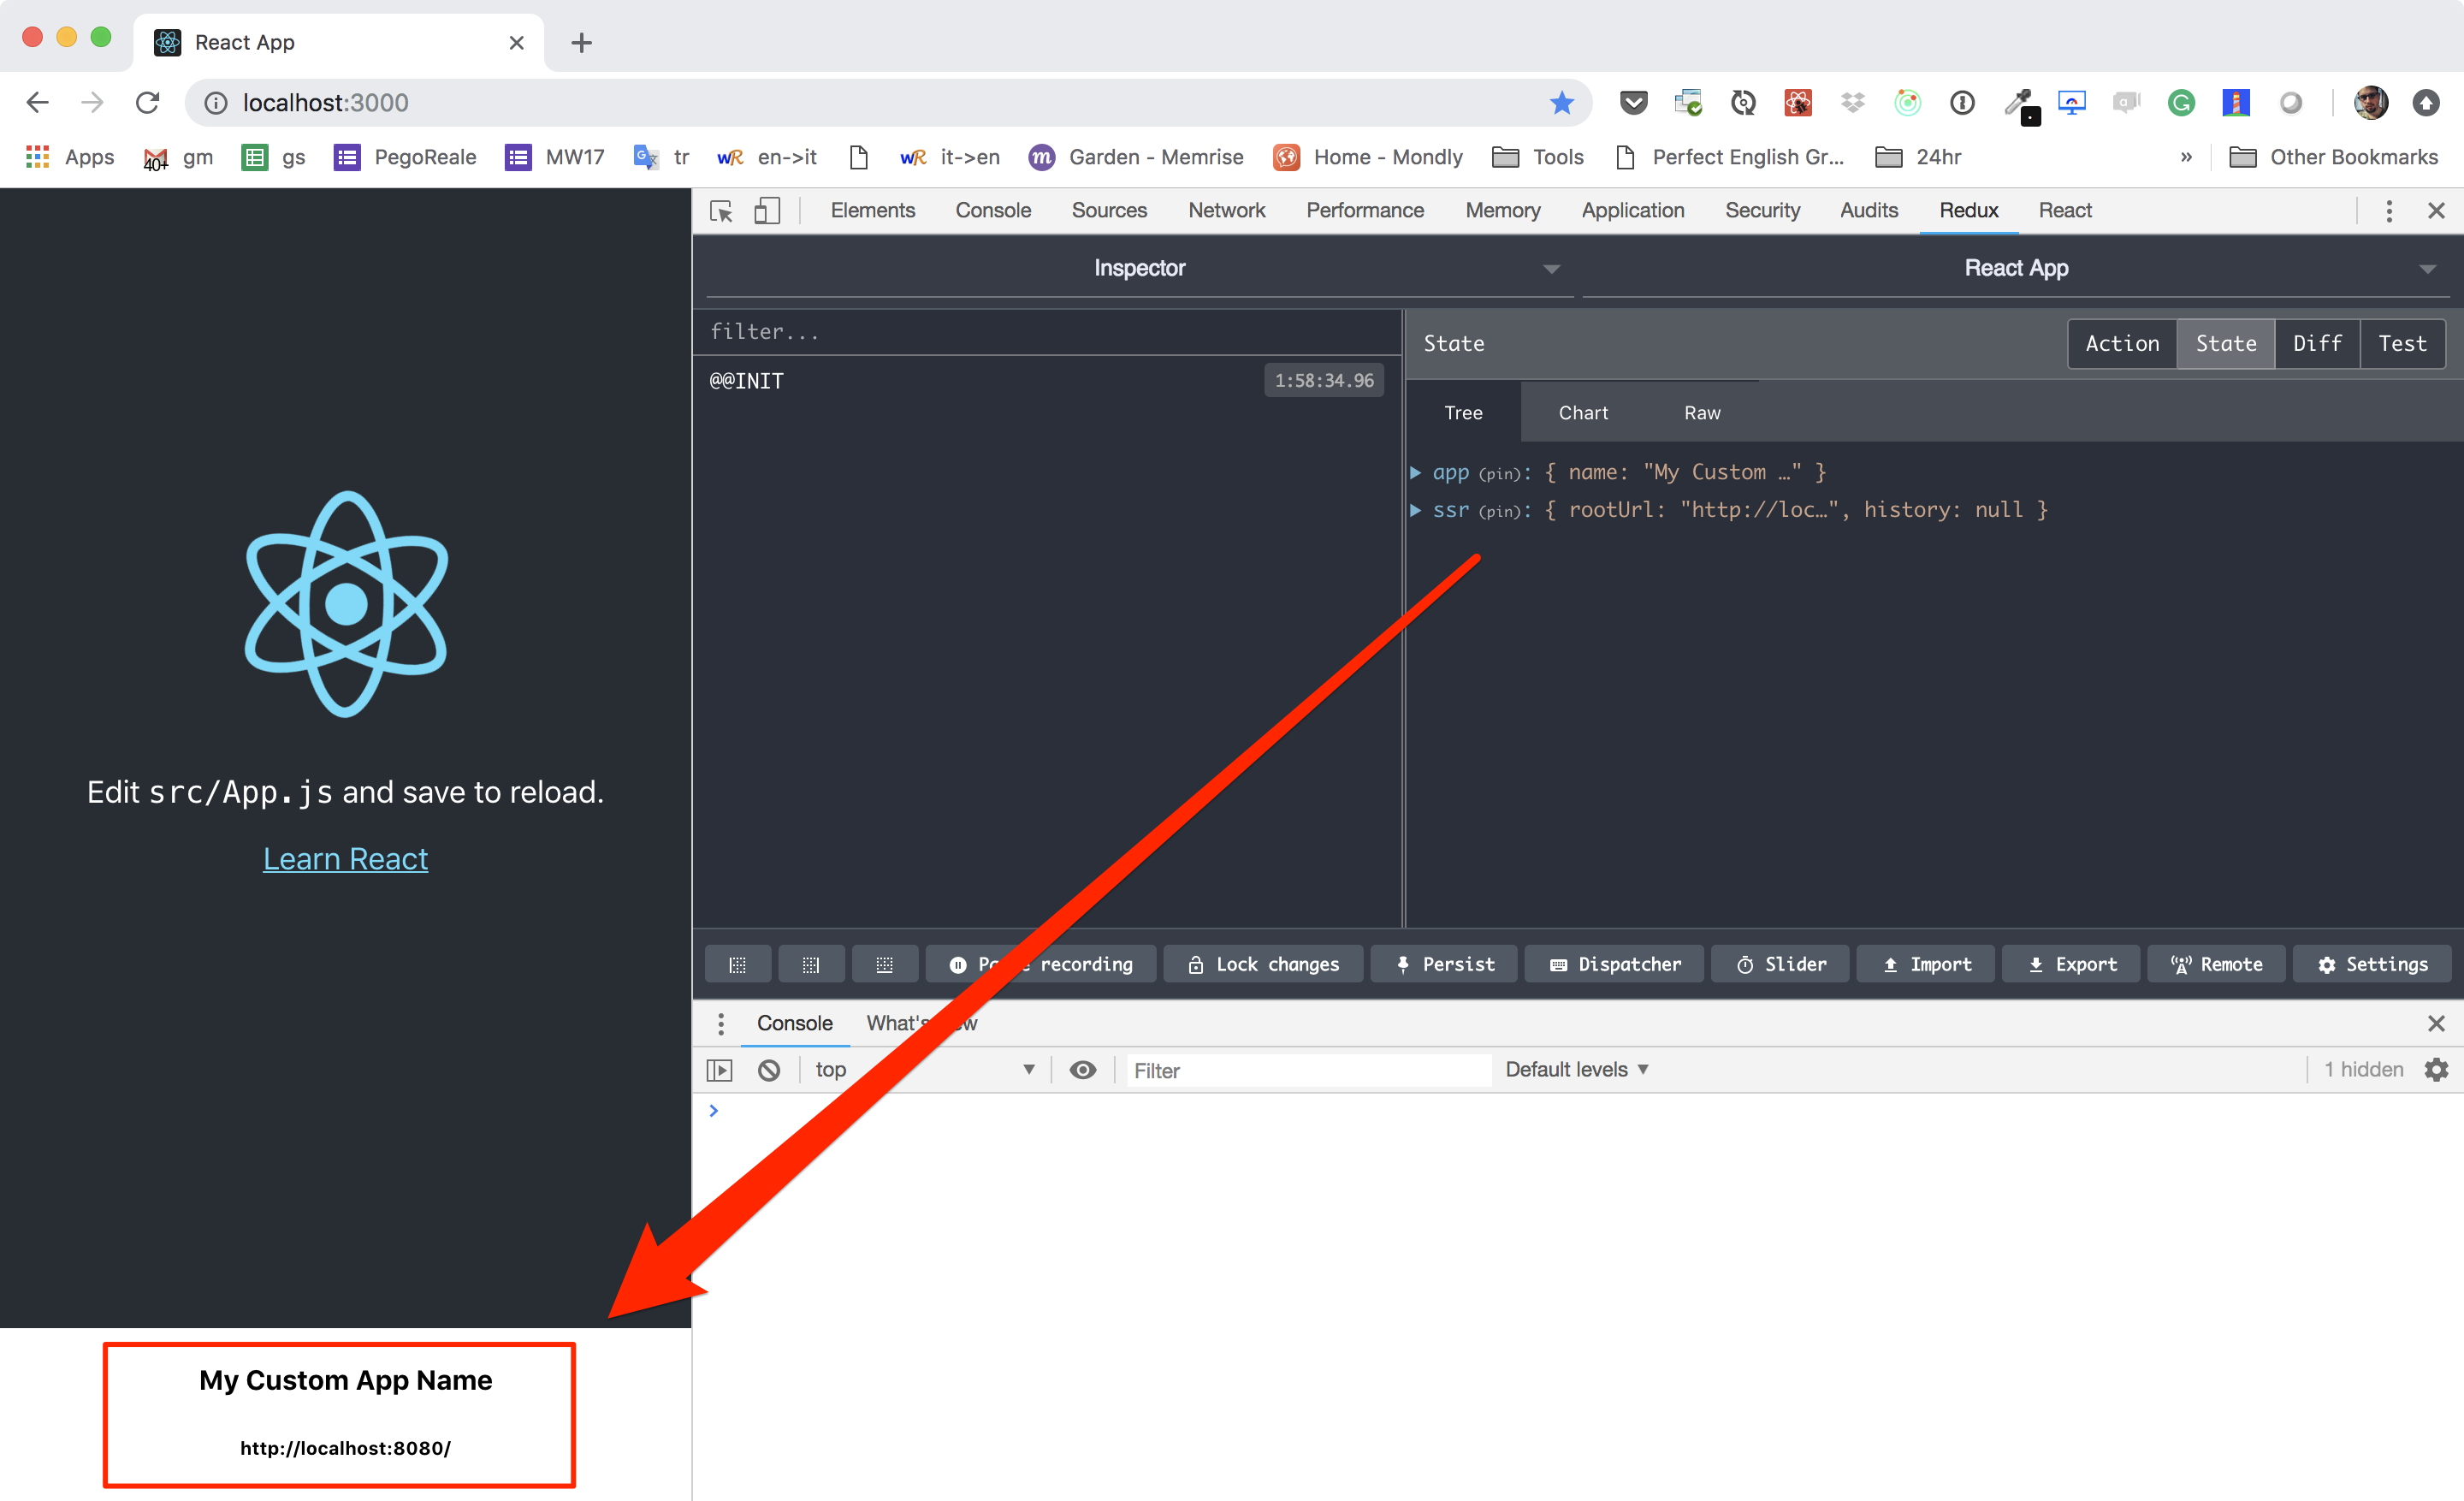 React App
localhost:3000
Apps 40+ gm gs PegoReale MW17 tr en->it it->en Garden - Memrise Home - Mondly Tools Perfect English Gr... 24hr » Other Bookmarks
Elements Console Sources Network Performance Memory Application Security Audits Redux React
Inspector React App
filter...
State Action State Diff Test
@@INIT 1:58:34.96
Tree Chart Raw
app (pin): { name: "My Custom …" }
ssr (pin): { rootUrl: "http://loc…", history: null }
Edit src/App.js and save to reload.
Learn React
recording Lock changes Persist Dispatcher Slider Import Export Remote Settings
Console What's
top Filter Default levels 1 hidden
My Custom App Name
http://localhost:8080/